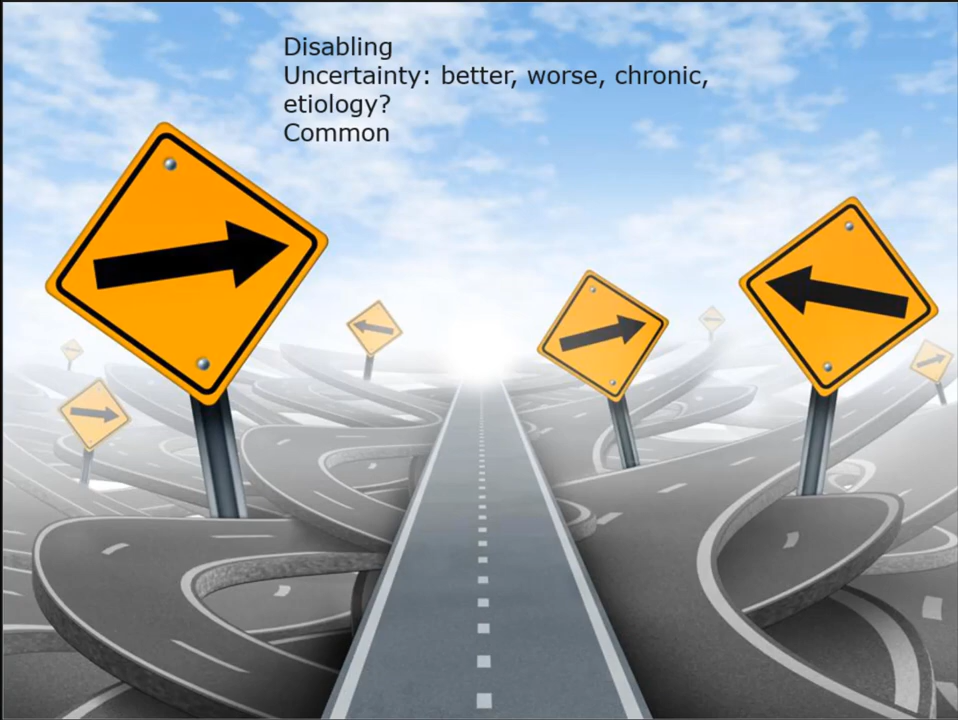 Disabling
Uncertainty: better, worse, chronic,
etiology?
Common